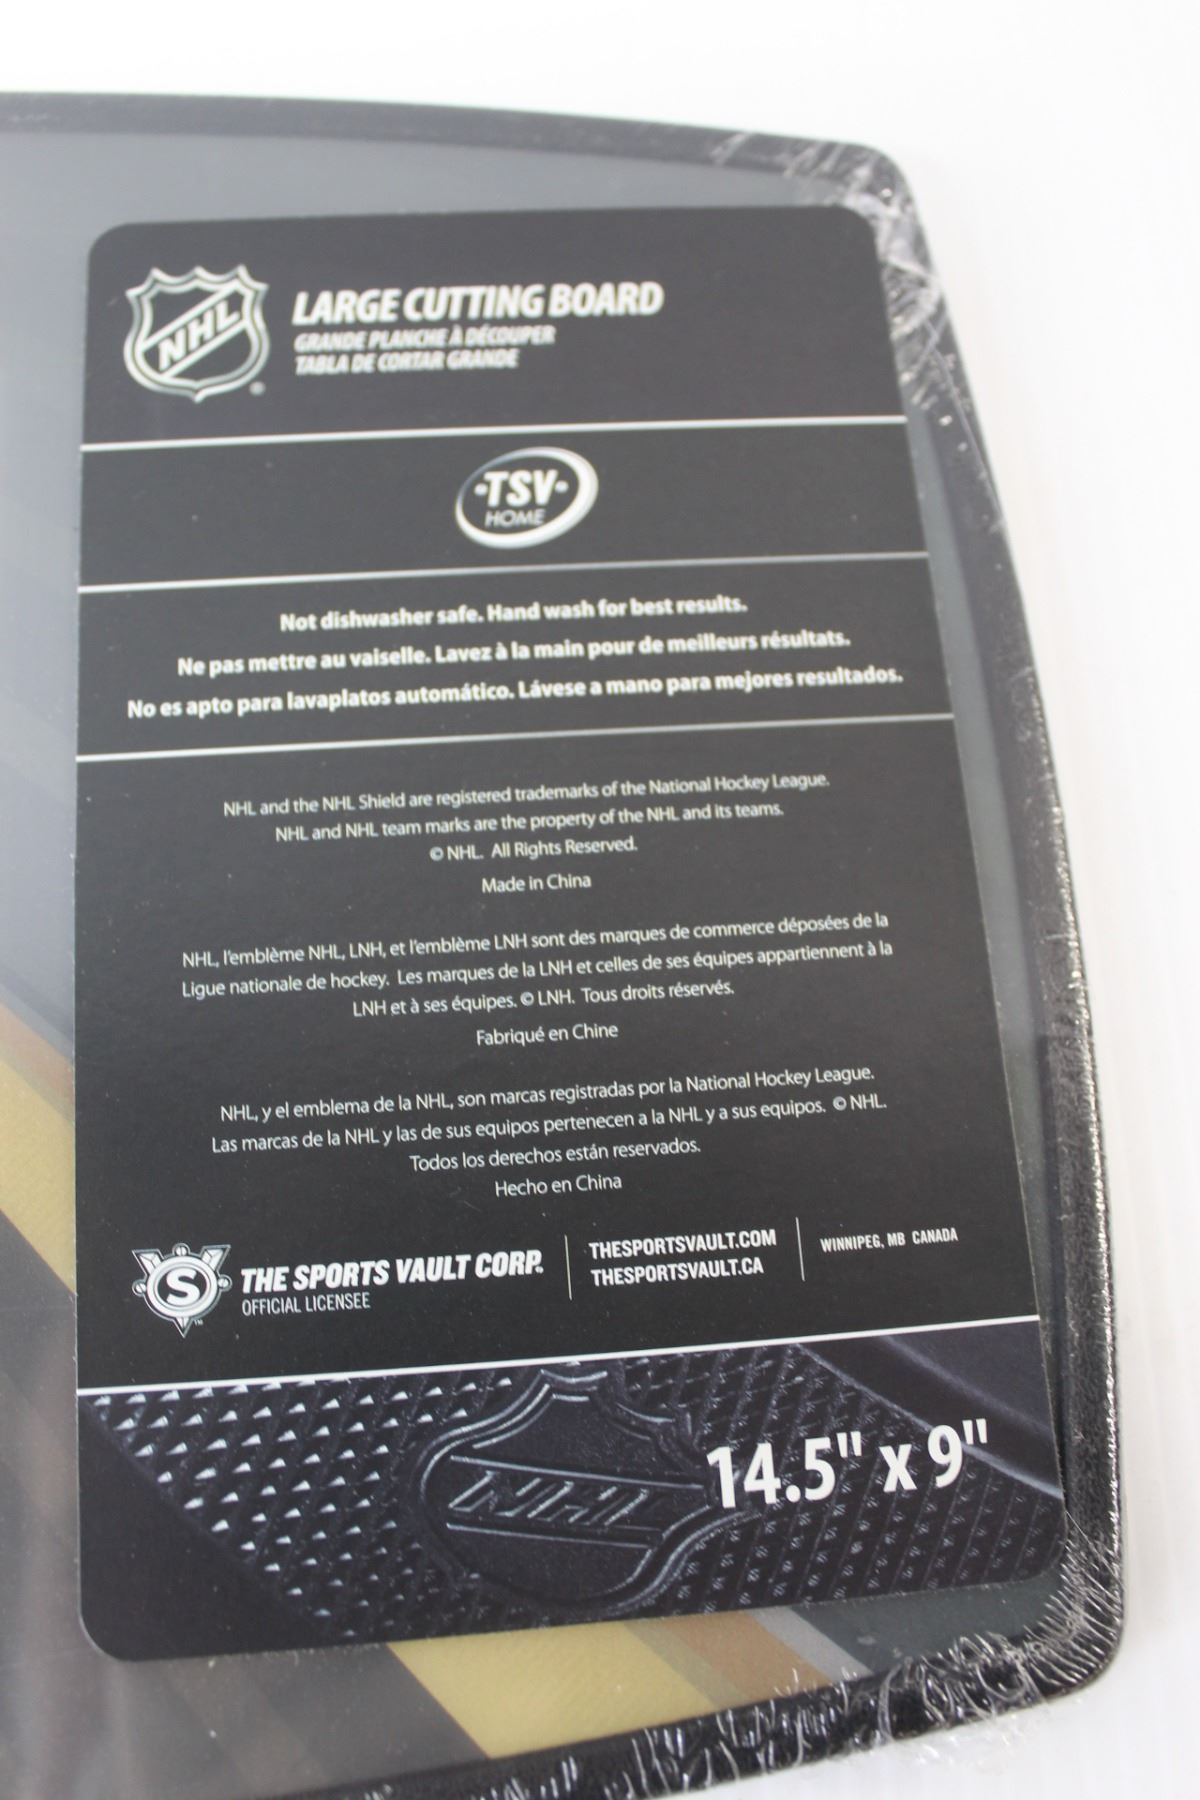 NHL
LARGE CUTTING BOARD
GRANDE PLANCHE À DÉCOUPER
TABLA DE CORTAR GRANDE
·TSV·
HOME
Not dishwasher safe. Hand wash for best results.
Ne pas mettre au vaiselle. Lavez à la main pour de meilleurs résultats.
No es apto para lavaplatos automático. Lávese a mano para mejores resultados.
NHL and the NHL Shield are registered trademarks of the National Hockey League.
NHL and NHL team marks are the property of the NHL and its teams.
© NHL. All Rights Reserved.
Made in China
NHL, l'emblème NHL, LNH, et l'emblème LNH sont des marques de commerce déposées de la
Ligue nationale de hockey. Les marques de la LNH et celles de ses équipes appartiennent à la
LNH et à ses équipes. © LNH. Tous droits réservés.
Fabriqué en Chine
NHL, y el emblema de la NHL, son marcas registradas por la National Hockey League.
Las marcas de la NHL y las de sus equipos pertenecen a la NHL y a sus equipos. © NHL.
Todos los derechos están reservados.
Hecho en China
S
THE SPORTS VAULT CORP.
OFFICIAL LICENSEE
THESPORTSVAULT.COM
THESPORTSVAULT.CA
WINNIPEG, MB CANADA
NHL
14.5" x 9"